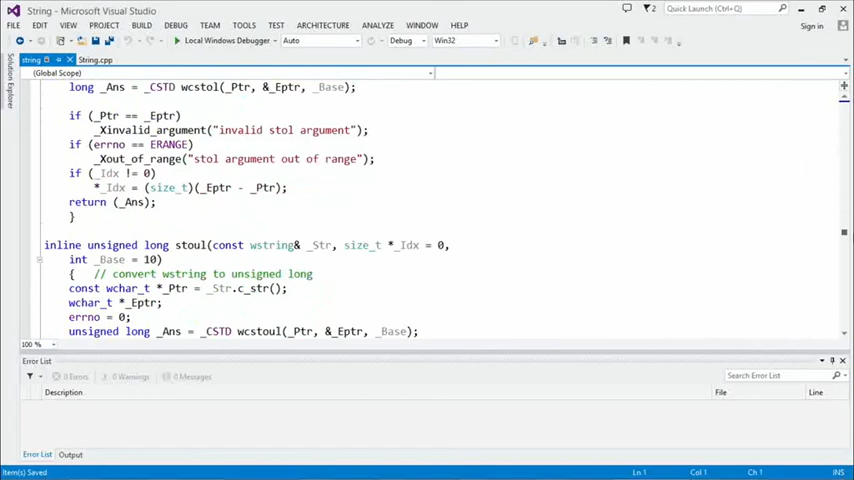 String - Microsoft Visual Studio
2
Quick Launch (Ctrl+Q)
FILE EDIT VIEW PROJECT BUILD DEBUG TEAM TOOLS TEST ARCHITECTURE ANALYZE WINDOW HELP
Sign in
Local Windows Debugger Auto Debug Win32
Solution Explorer
string String.cpp
(Global Scope)
long _Ans = _CSTD wcstol(_Ptr, &_Eptr, _Base);
if (_Ptr == _Eptr)
_Xinvalid_argument("invalid stol argument");
if (errno == ERANGE)
_Xout_of_range("stol argument out of range");
if (_Idx != 0)
*_Idx = (size_t)(_Eptr - _Ptr);
return (_Ans);
}
inline unsigned long stoul(const wstring& _Str, size_t *_Idx = 0,
int _Base = 10)
{ // convert wstring to unsigned long
const wchar_t *_Ptr = _Str.c_str();
wchar_t *_Eptr;
errno = 0;
unsigned long _Ans = _CSTD wcstoul(_Ptr, &_Eptr, _Base);
100 %
Error List
0 Errors 0 Warnings 0 Messages
Search Error List
Description File Line
Error List Output
Item(s) Saved Ln 1 Col 1 Ch 1 INS